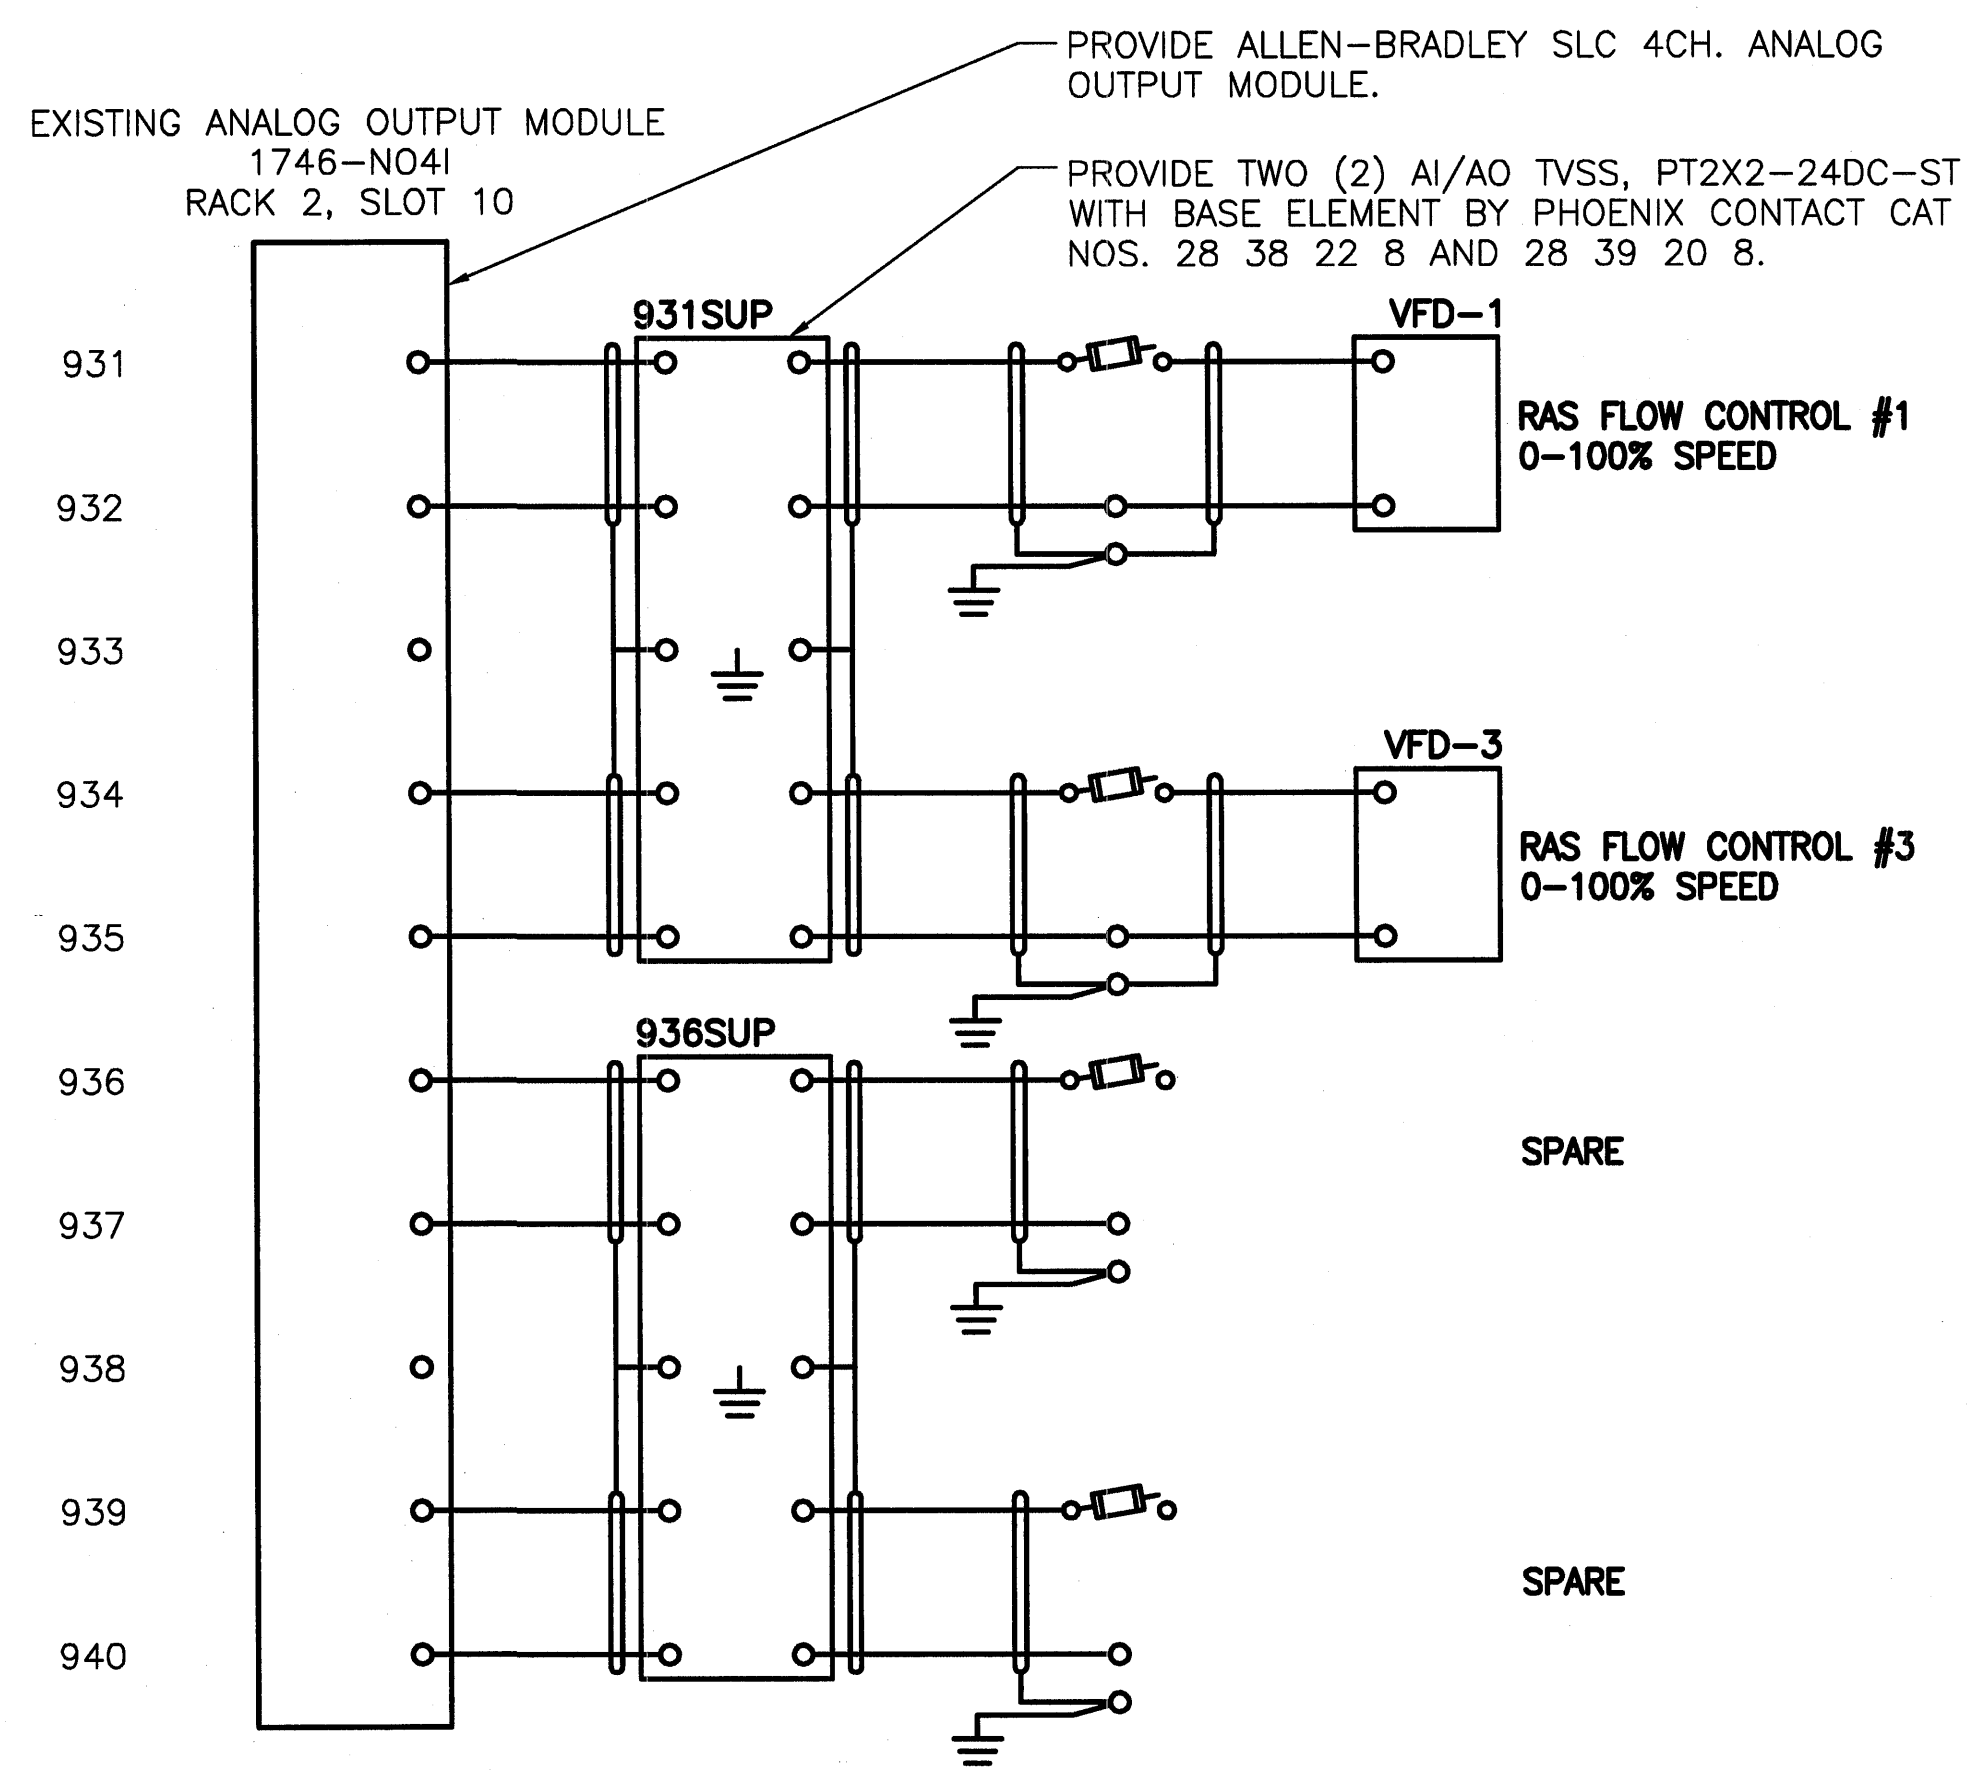 PROVIDE ALLEN-BRADLEY SLC 4CH. ANALOG
OUTPUT MODULE.
EXISTING ANALOG OUTPUT MODULE
1746-NO4I
RACK 2, SLOT 10
PROVIDE TWO (2) AI/AO TVSS, PT2X2-24DC-ST
WITH BASE ELEMENT BY PHOENIX CONTACT CAT
NOS. 28 38 22 8 AND 28 39 20 8.
931SUP
VFD-1
931
RAS FLOW CONTROL #1
0-100% SPEED
932
933
VFD-3
934
RAS FLOW CONTROL #3
0-100% SPEED
935
936SUP
936
SPARE
937
938
939
SPARE
940